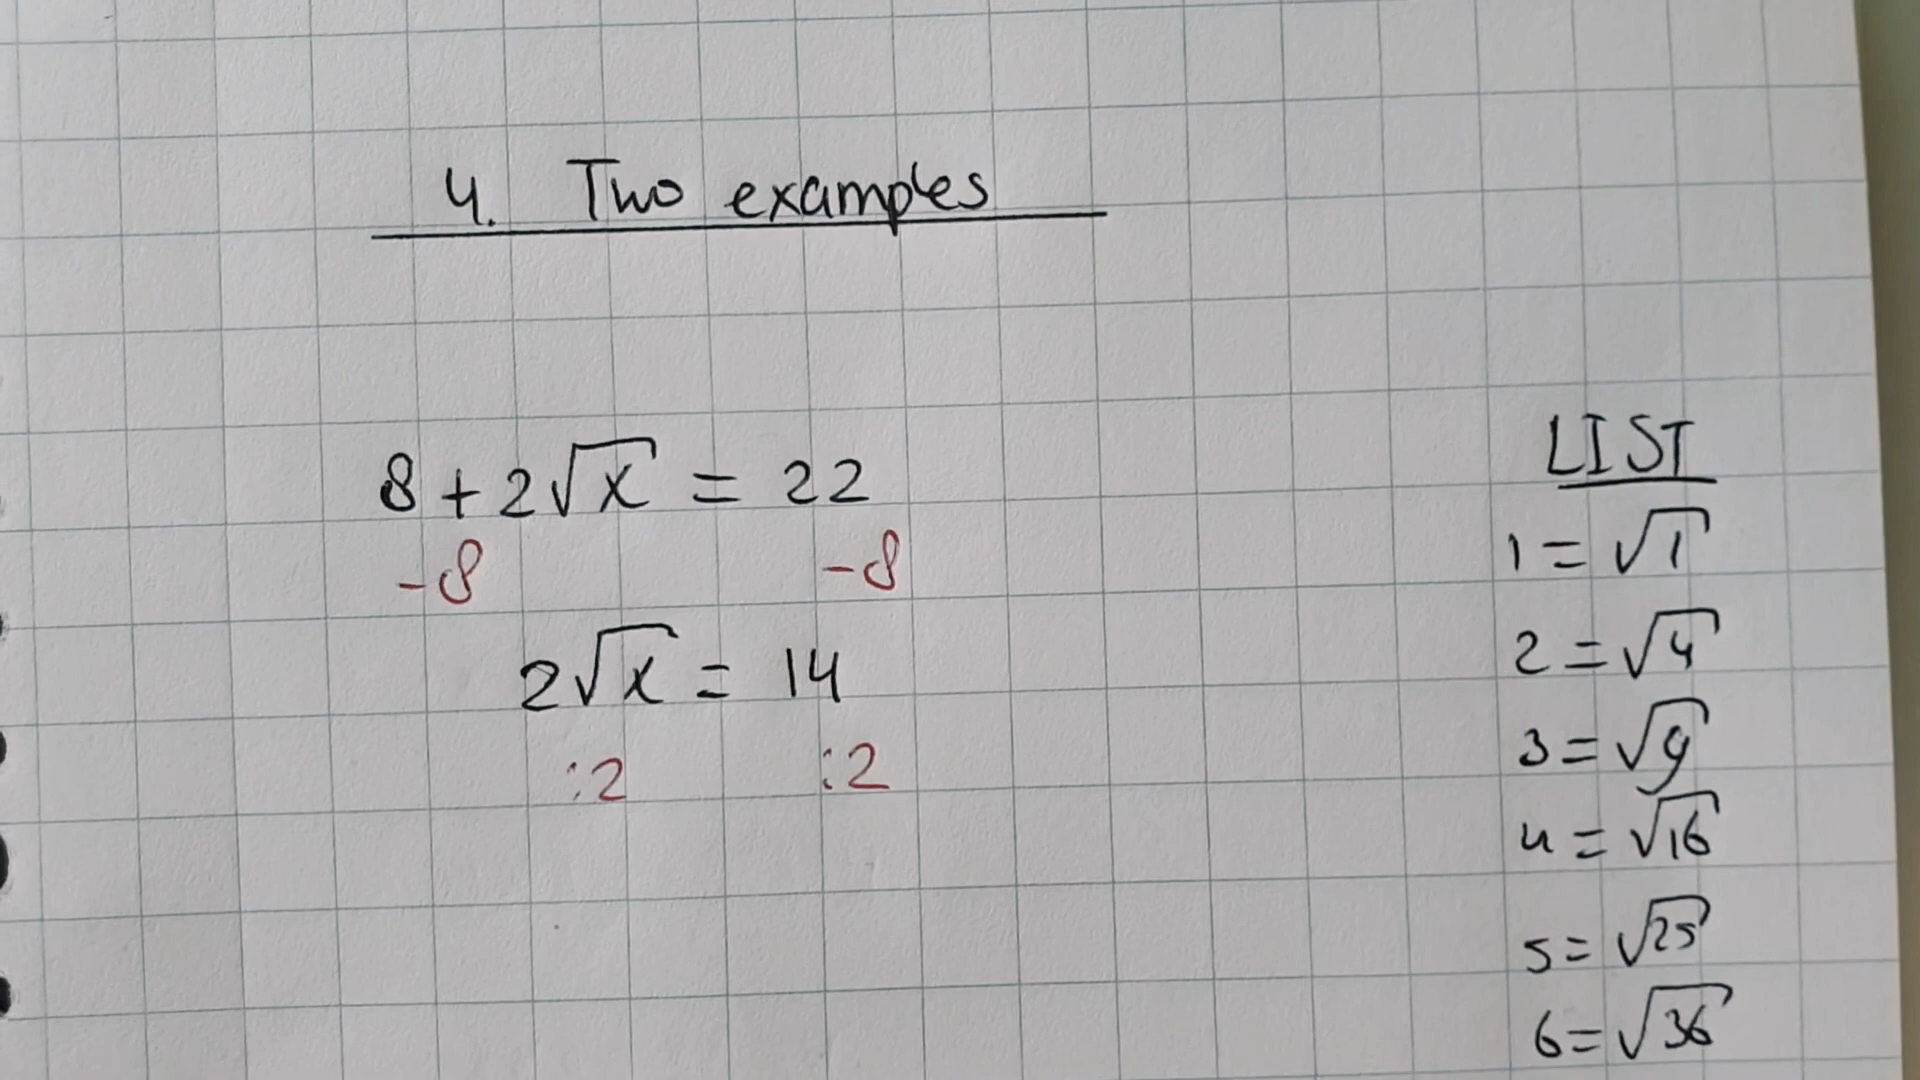 4. Two examples
8 + 2√x = 22
-8 -8
2√x = 14
:2 :2
LIST
1 = √1
2 = √4
3 = √9
4 = √16
5 = √25
6 = √36